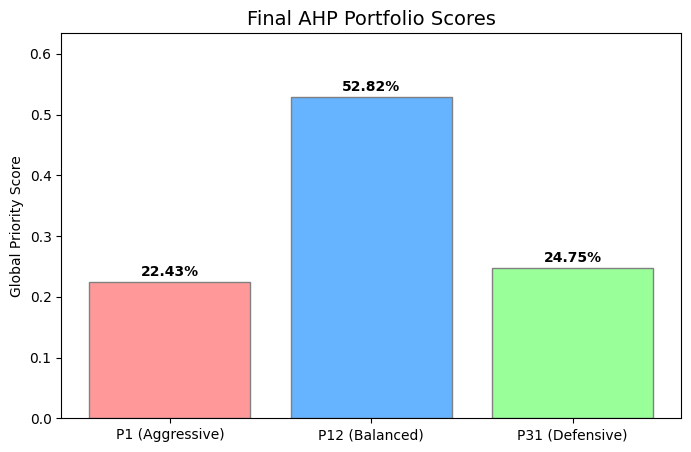 Final AHP Portfolio Scores
Global Priority Score
0.6
0.5
0.4
0.3
0.2
0.1
0.0
22.43%
52.82%
24.75%
P1 (Aggressive)
P12 (Balanced)
P31 (Defensive)